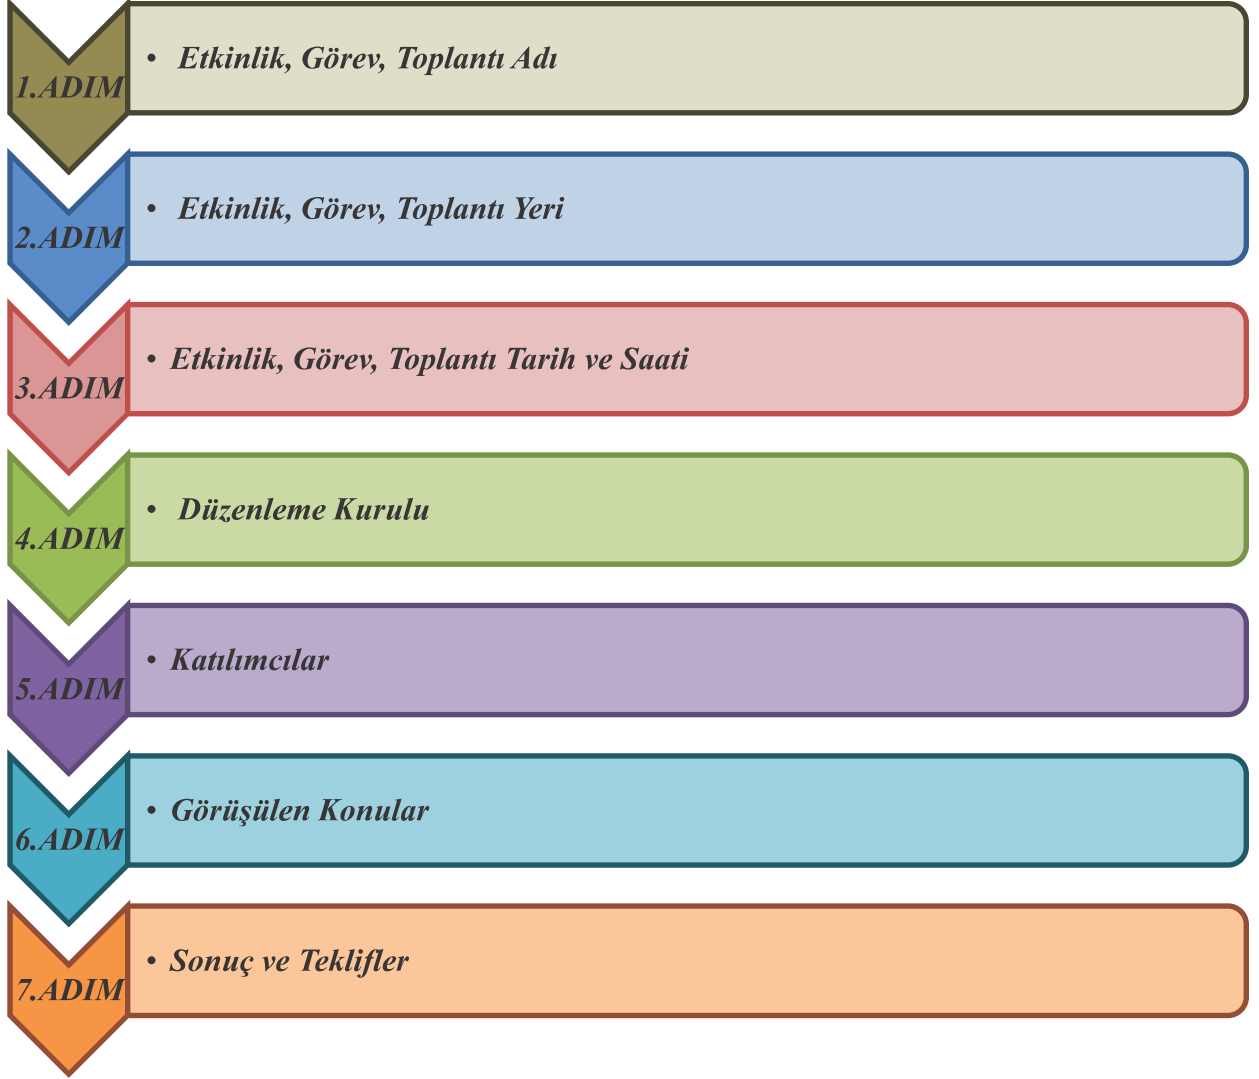 1.ADIM
• Etkinlik, Görev, Toplantı Adı
2.ADIM
• Etkinlik, Görev, Toplantı Yeri
3.ADIM
• Etkinlik, Görev, Toplantı Tarih ve Saati
4.ADIM
• Düzenleme Kurulu
5.ADIM
• Katılımcılar
6.ADIM
• Görüşülen Konular
7.ADIM
• Sonuç ve Teklifler